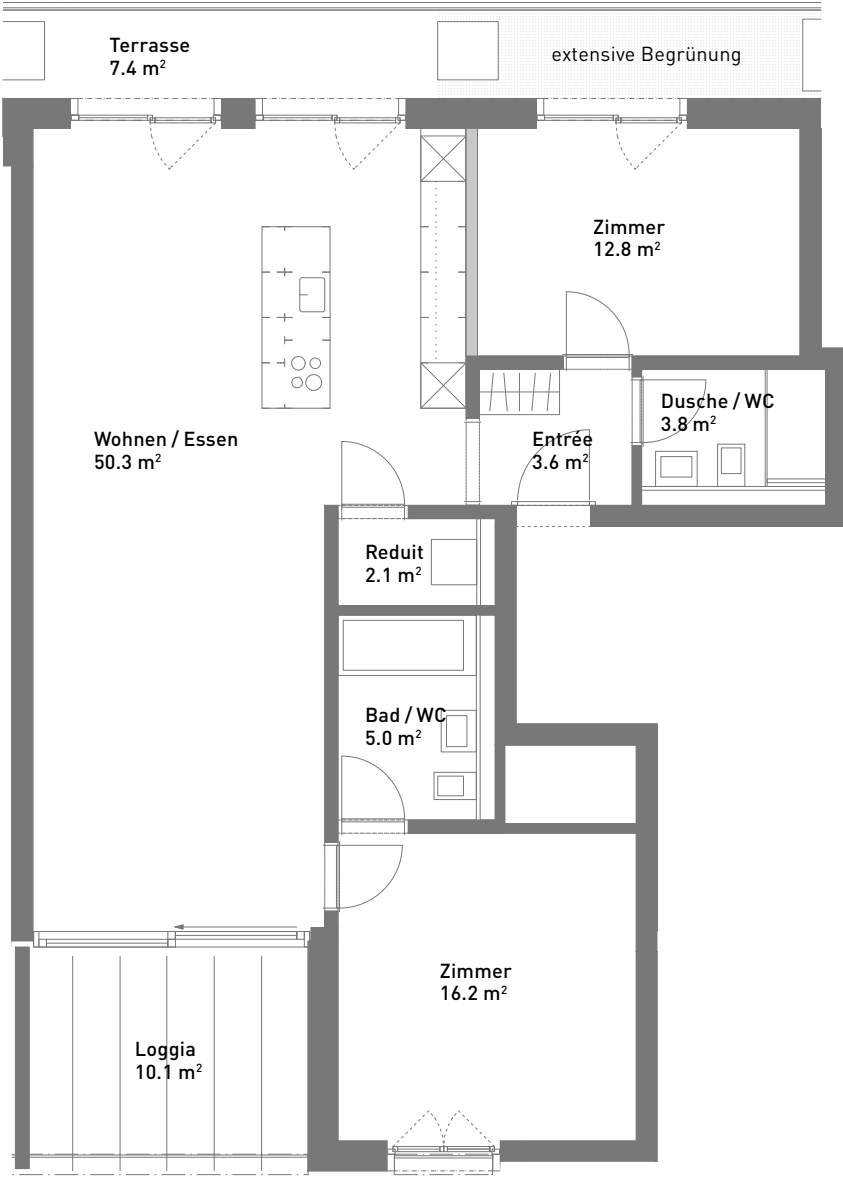 Terrasse
7.4 m²
extensive Begrünung
Zimmer
12.8 m²
Wohnen / Essen
50.3 m²
Entrée
3.6 m²
Dusche / WC
3.8 m²
Reduit
2.1 m²
Bad / WC
5.0 m²
Zimmer
16.2 m²
Loggia
10.1 m²